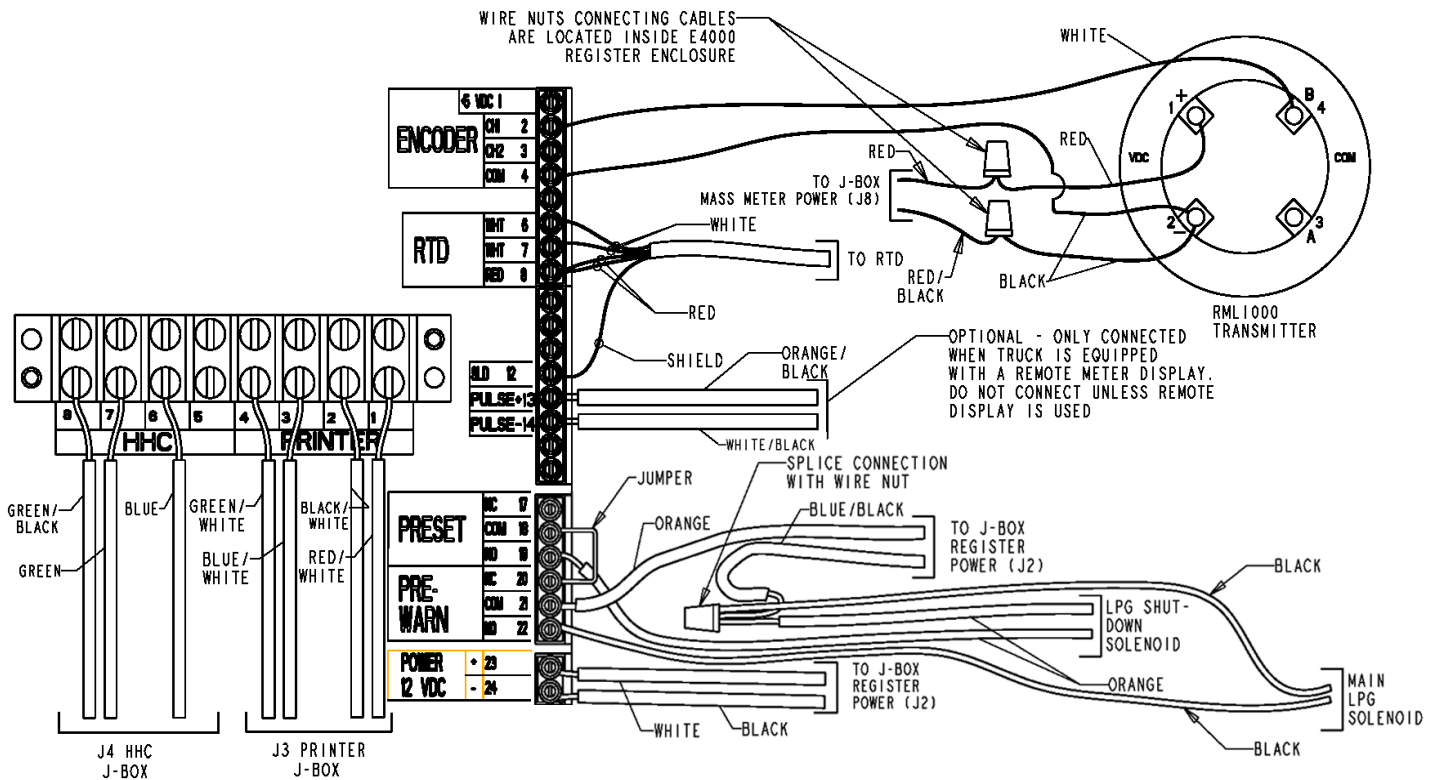 WIRE NUTS CONNECTING CABLES
ARE LOCATED INSIDE E4000
REGISTER ENCLOSURE
WHITE
B
1
+
4
VDC
COM
2
-
3
A
RML1000
TRANSMITTER
ENCODER
CH1 2
CH2 3
COM 4
RED
RED
TO J-BOX
MASS METER POWER (J8)
RED/
BLACK
BLACK
RTD
WHT 6
WHT 7
RED 8
WHITE
TO RTD
RED
SHIELD
SLD 12
PULSE+13
PULSE-14
ORANGE/
BLACK
WHITE/BLACK
OPTIONAL - ONLY CONNECTED
WHEN TRUCK IS EQUIPPED
WITH A REMOTE METER DISPLAY.
DO NOT CONNECT UNLESS REMOTE
DISPLAY IS USED
8 7 6 5 4 3 2 1
HHC
PRINTER
GREEN/
BLACK
GREEN
BLUE
GREEN/
WHITE
BLUE/
WHITE
BLACK/
WHITE
RED/
WHITE
J4 HHC
J-BOX
J3 PRINTER
J-BOX
SPLICE CONNECTION
WITH WIRE NUT
JUMPER
PRESET
NC 17
COM 18
NO 19
PRE-
WARN
NC 20
COM 21
NO 22
ORANGE
BLUE/BLACK
TO J-BOX
REGISTER
POWER (J2)
BLACK
LPG SHUT-
DOWN
SOLENOID
POWER
12 VDC
+ 23
- 24
TO J-BOX
REGISTER
POWER (J2)
ORANGE
MAIN
LPG
SOLENOID
WHITE
BLACK
BLACK